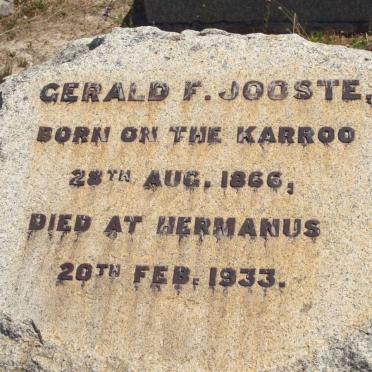 GERALD F. JOOSTE,
BORN ON THE KARROO
28TH AUG. 1866,
DIED AT HERMANUS
20TH FEB. 1933.